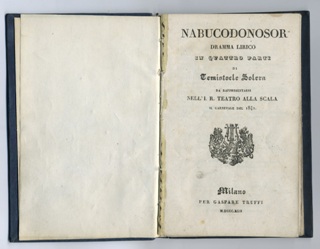 NABUCODONOSOR
DRAMMA LIRICO
IN QUATTRO PARTI
DI
Temistocle Solera
DA RAPPRESENTARSI
NELL'I. R. TEATRO ALLA SCALA
IL CARNEVALE DEL
Milano
PER GASPARE TRUFFI